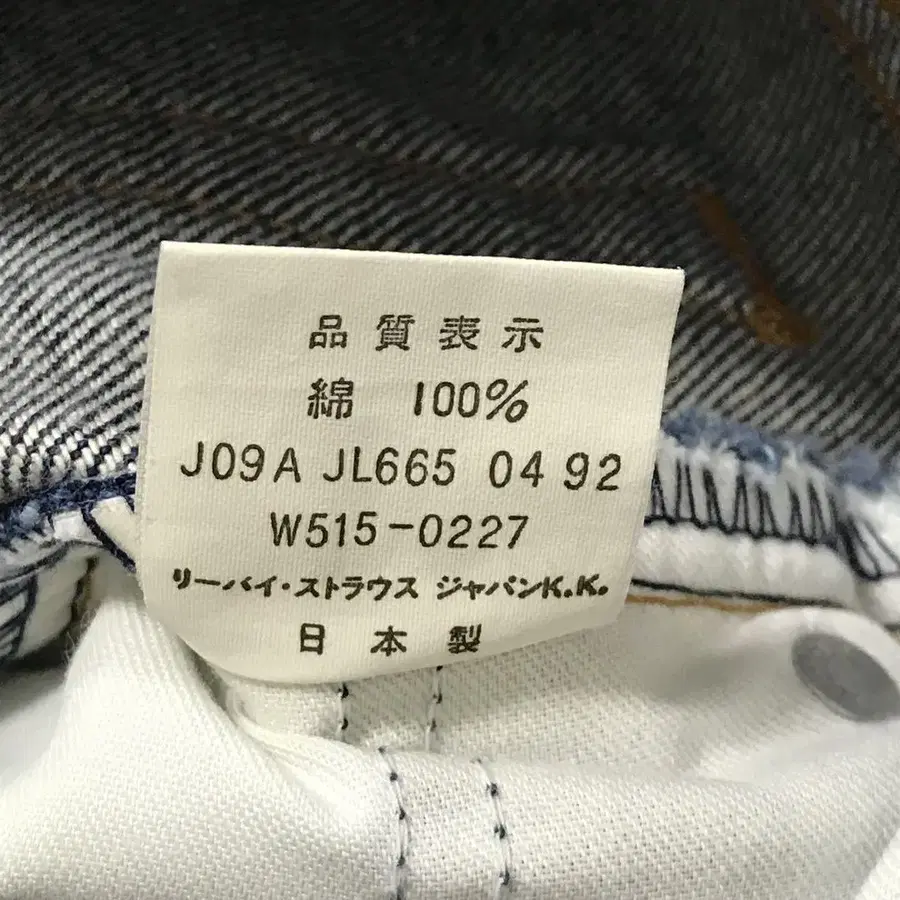 品質表示
綿 100%
J09A JL665 04 92
W515-0227
リーバイ・ストラウス ジャパンK.K.
日本製